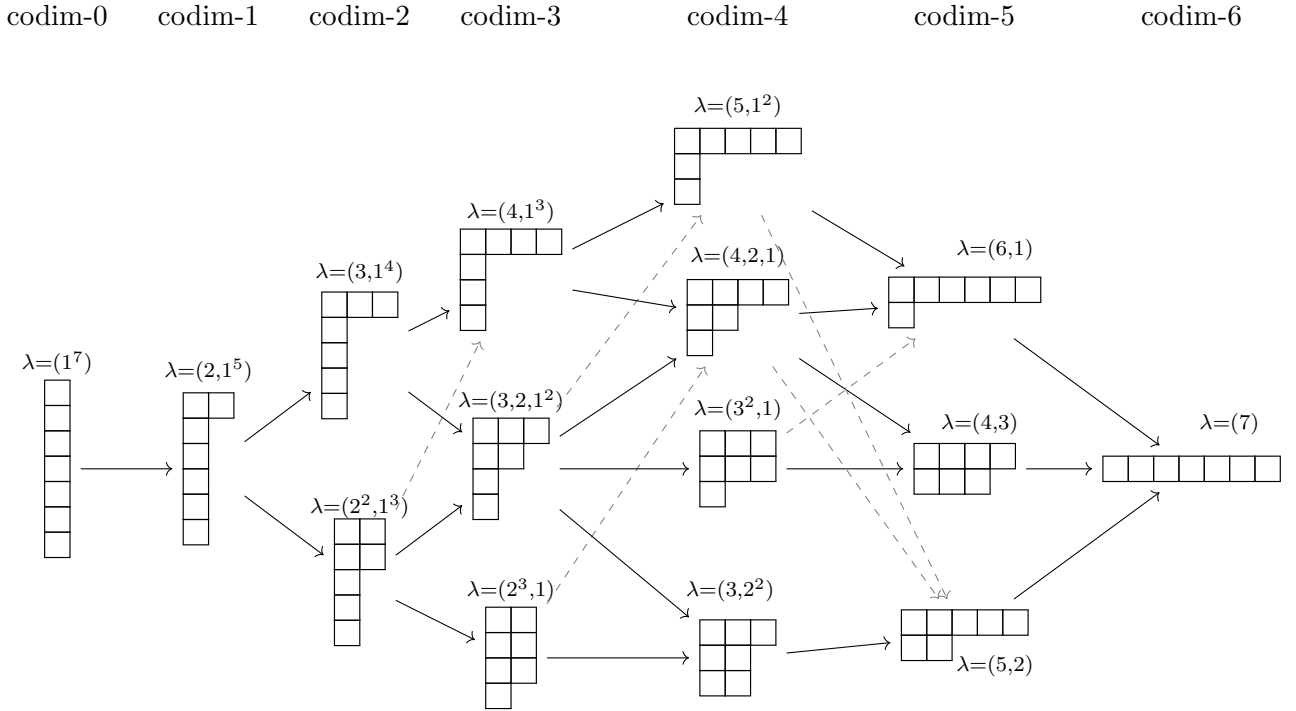 codim-0 codim-1 codim-2 codim-3 codim-4 codim-5 codim-6
λ=(5,1²)
λ=(4,1³)
λ=(4,2,1)
λ=(6,1)
λ=(3,1⁴)
λ=(1⁷)
λ=(2,1⁵)
λ=(3,2,1²)
λ=(3²,1)
λ=(4,3)
λ=(7)
λ=(2²,1³)
λ=(2³,1)
λ=(3,2²)
λ=(5,2)